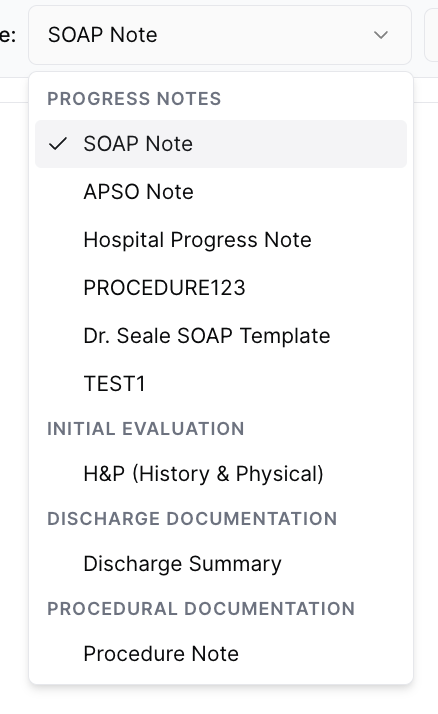 e:
SOAP Note
PROGRESS NOTES
SOAP Note
APSO Note
Hospital Progress Note
PROCEDURE123
Dr. Seale SOAP Template
TEST1
INITIAL EVALUATION
H&P (History & Physical)
DISCHARGE DOCUMENTATION
Discharge Summary
PROCEDURAL DOCUMENTATION
Procedure Note